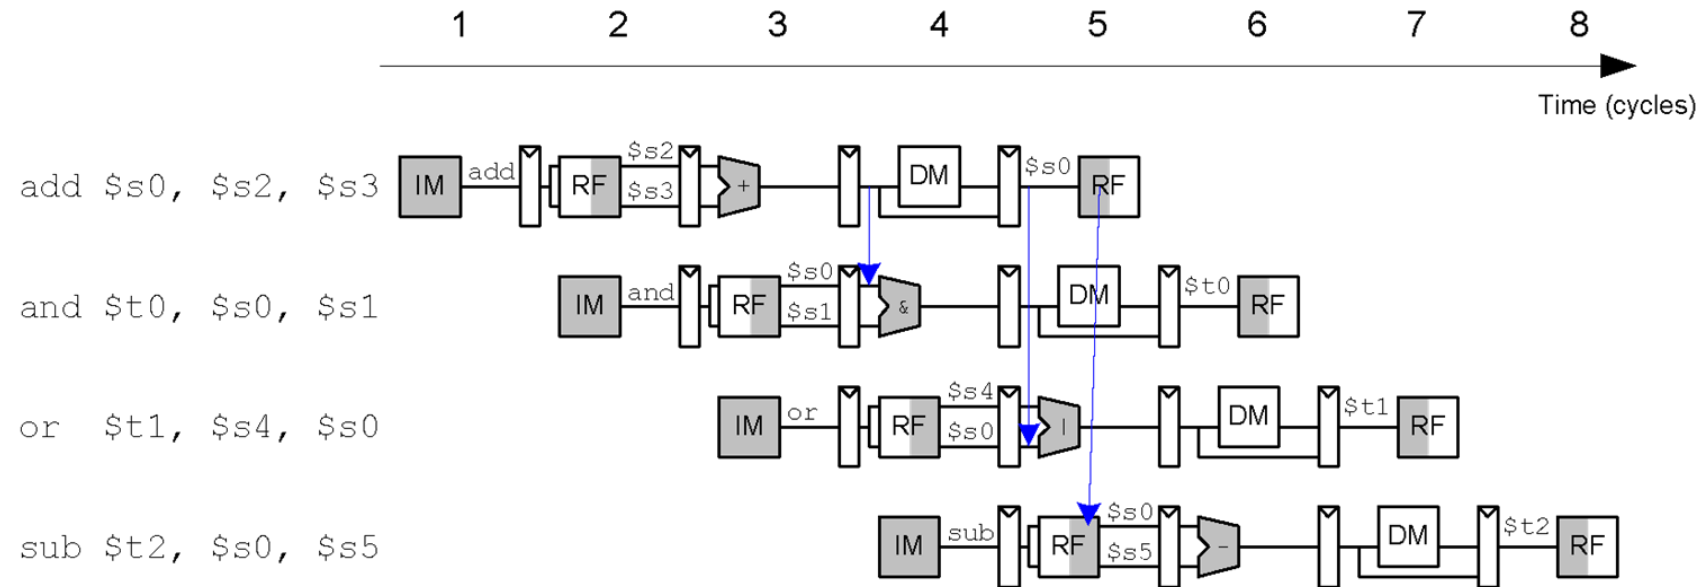 1 2 3 4 5 6 7 8
Time (cycles)
add $s0, $s2, $s3 IM add RF $s2 $s3 + DM $s0 RF
and $t0, $s0, $s1 IM and RF $s0 $s1 & DM $t0 RF
or $t1, $s4, $s0 IM or RF $s4 $s0 | DM $t1 RF
sub $t2, $s0, $s5 IM sub RF $s0 $s5 - DM $t2 RF